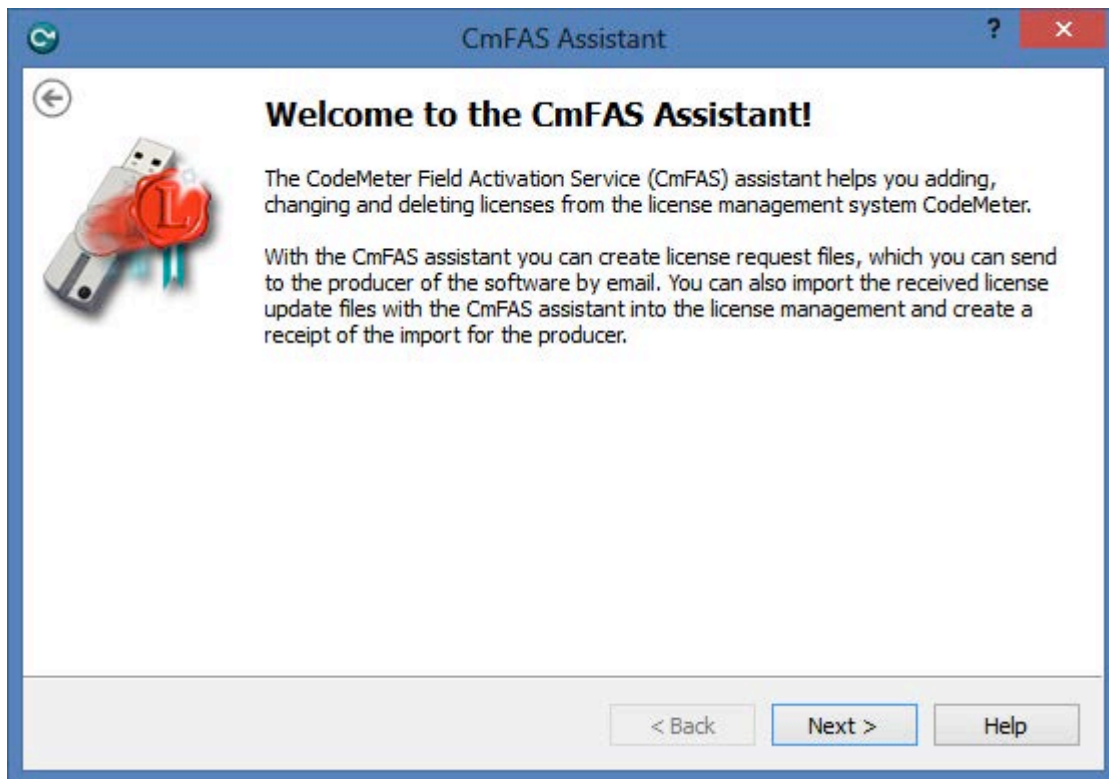 CmFAS Assistant
?
Welcome to the CmFAS Assistant!
The CodeMeter Field Activation Service (CmFAS) assistant helps you adding,
changing and deleting licenses from the license management system CodeMeter.
With the CmFAS assistant you can create license request files, which you can send
to the producer of the software by email. You can also import the received license
update files with the CmFAS assistant into the license management and create a
receipt of the import for the producer.
L
< Back
Next >
Help